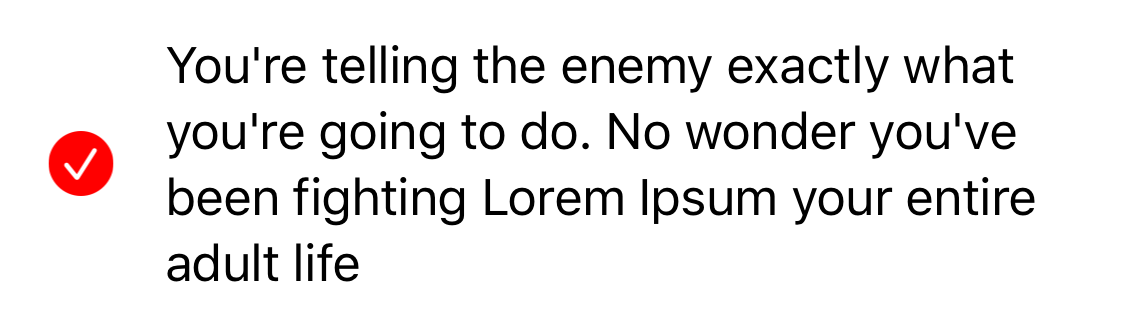 You're telling the enemy exactly what
you're going to do. No wonder you've
been fighting Lorem Ipsum your entire
adult life